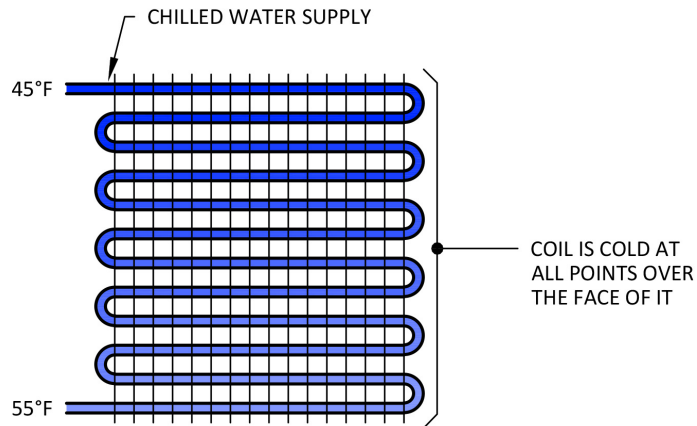 CHILLED WATER SUPPLY
45°F
COIL IS COLD AT
ALL POINTS OVER
THE FACE OF IT
55°F